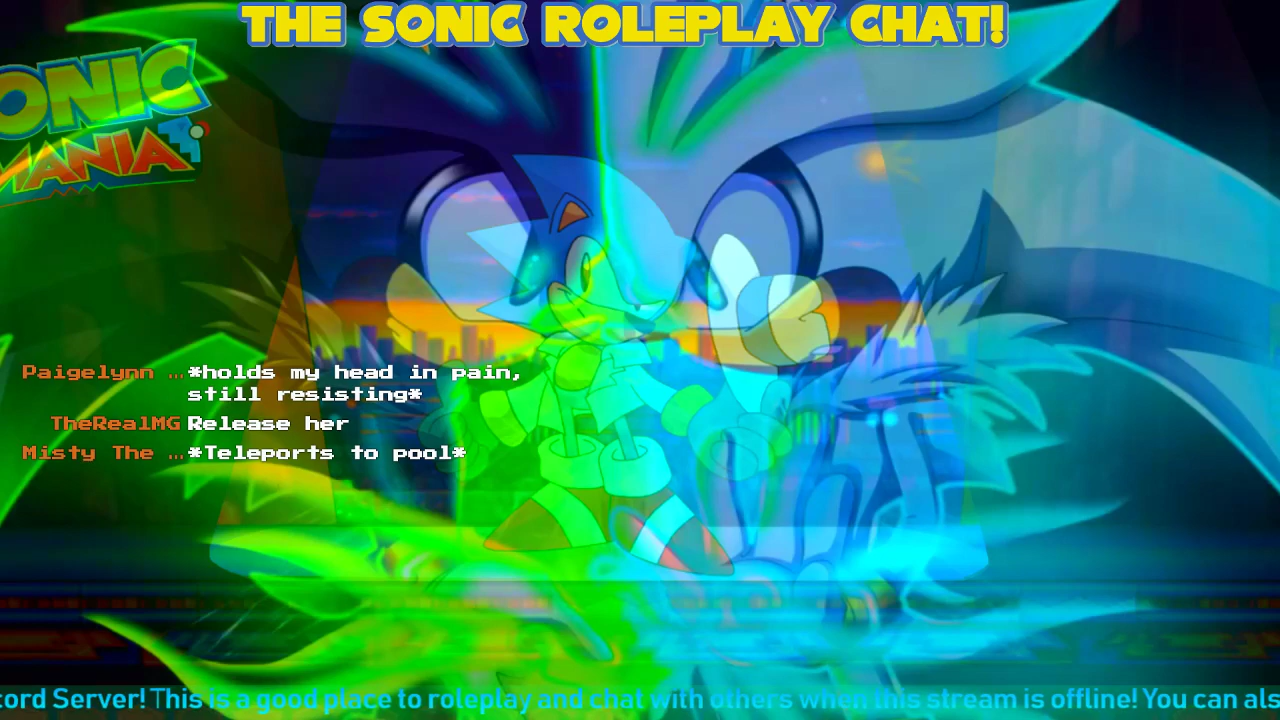 THE SONIC ROLEPLAY CHAT!
ONIC
MANIA
Paigelynn ... *holds my head in pain,
still resisting*
TheRealMG Release her
Misty The ... *Teleports to pool*
cord Server! This is a good place to roleplay and chat with others when this stream is offline! You can als